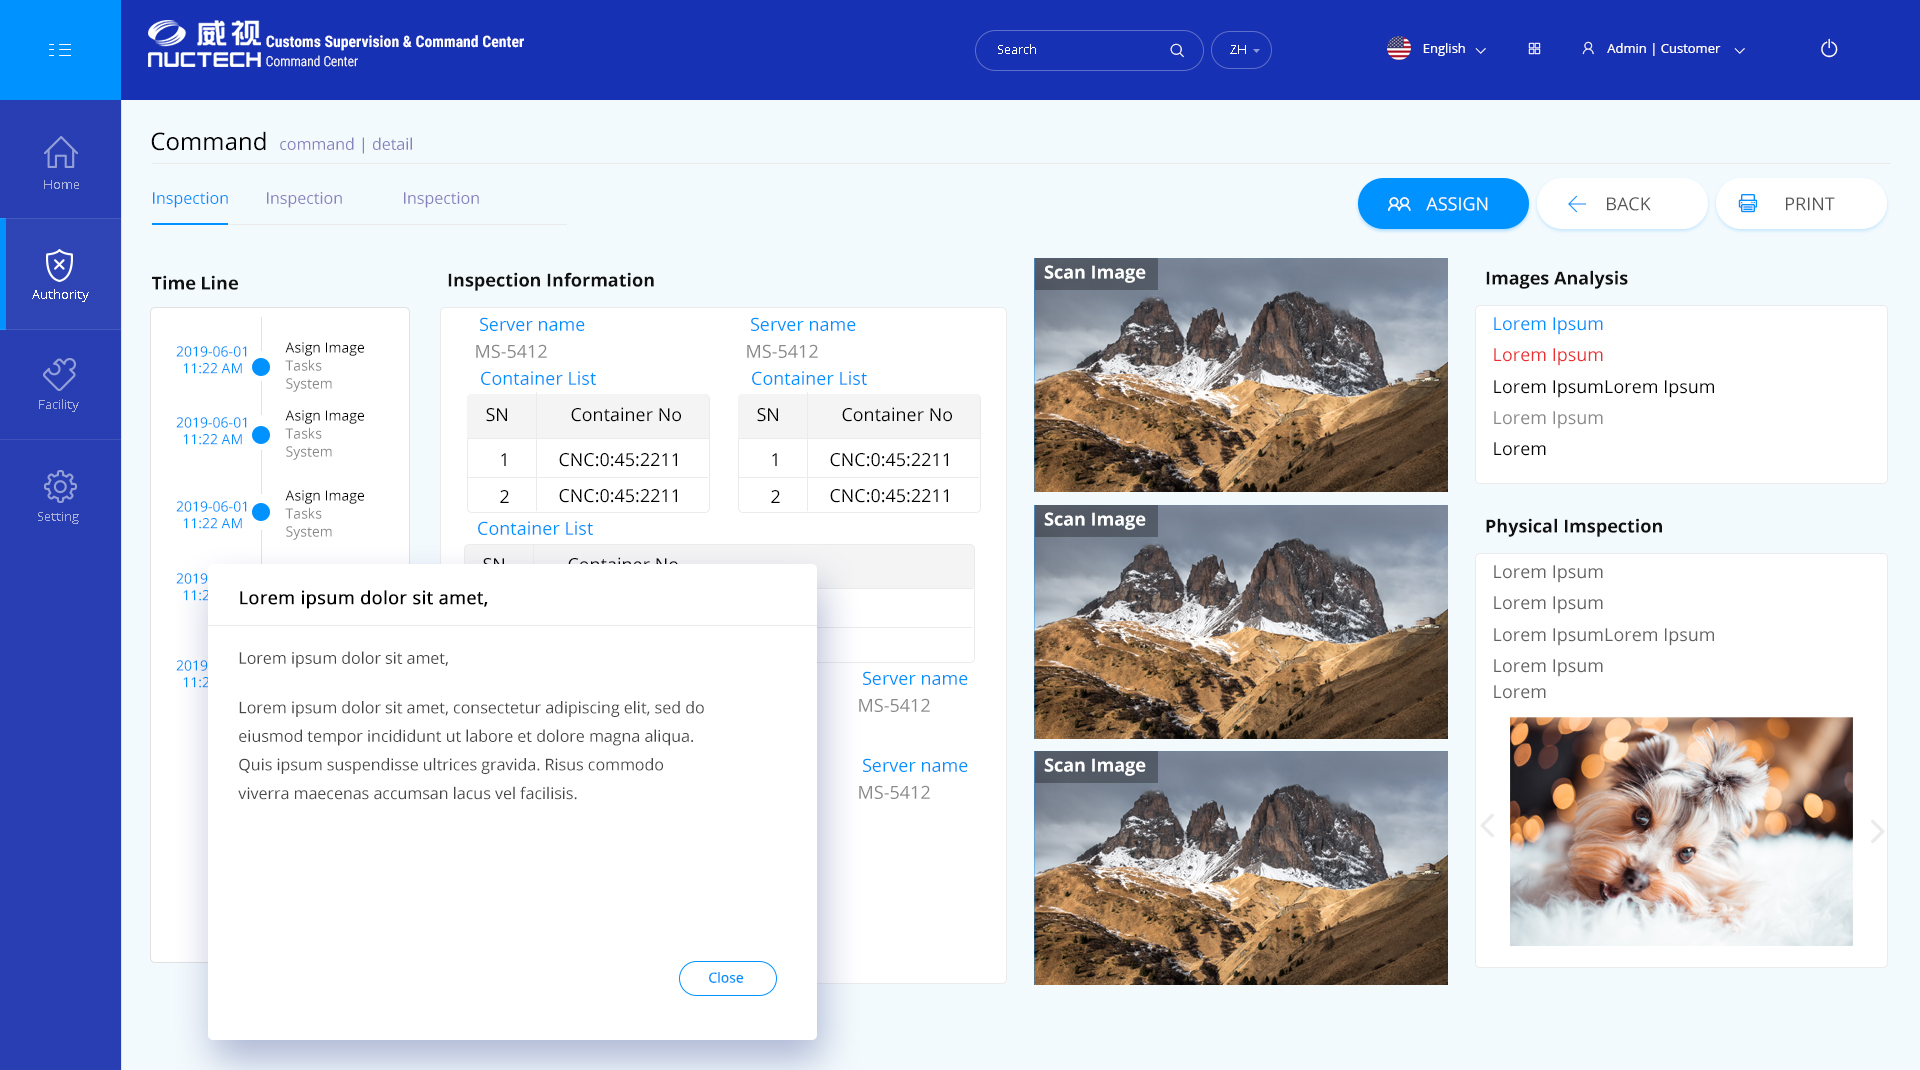 威视
NUCTECH
Customs Supervision & Command Center
Command Center
Search
ZH
English
Admin | Customer
Home
Authority
Facility
Setting
Command command | detail
Inspection Inspection Inspection
ASSIGN
BACK
PRINT
Time Line
2019-06-01
11:22 AM
Asign Image
Tasks
System
2019-06-01
11:22 AM
Asign Image
Tasks
System
2019-06-01
11:22 AM
Asign Image
Tasks
System
2019
11:2
2019
11:2
Inspection Information
Server name
MS-5412
Container List
SN Container No
1 CNC:0:45:2211
2 CNC:0:45:2211
Server name
MS-5412
Container List
SN Container No
1 CNC:0:45:2211
2 CNC:0:45:2211
Container List
SN Container No
Server name
MS-5412
Server name
MS-5412
Lorem ipsum dolor sit amet,
Lorem ipsum dolor sit amet,
Lorem ipsum dolor sit amet, consectetur adipiscing elit, sed do
eiusmod tempor incididunt ut labore et dolore magna aliqua.
Quis ipsum suspendisse ultrices gravida. Risus commodo
viverra maecenas accumsan lacus vel facilisis.
Close
Scan Image
Scan Image
Scan Image
Images Analysis
Lorem Ipsum
Lorem Ipsum
Lorem IpsumLorem Ipsum
Lorem Ipsum
Lorem
Physical Imspection
Lorem Ipsum
Lorem Ipsum
Lorem IpsumLorem Ipsum
Lorem Ipsum
Lorem